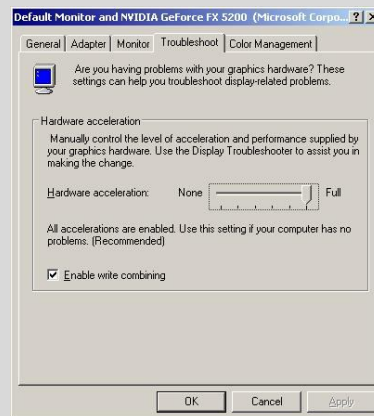 Default Monitor and NVIDIA GeForce FX 5200 (Microsoft Corpo...
General Adapter Monitor Troubleshoot Color Management
Are you having problems with your graphics hardware? These
settings can help you troubleshoot display-related problems.
Hardware acceleration
Manually control the level of acceleration and performance supplied by
your graphics hardware. Use the Display Troubleshooter to assist you in
making the change.
Hardware acceleration: None Full
All accelerations are enabled. Use this setting if your computer has no
problems. (Recommended)
Enable write combining
OK Cancel Apply